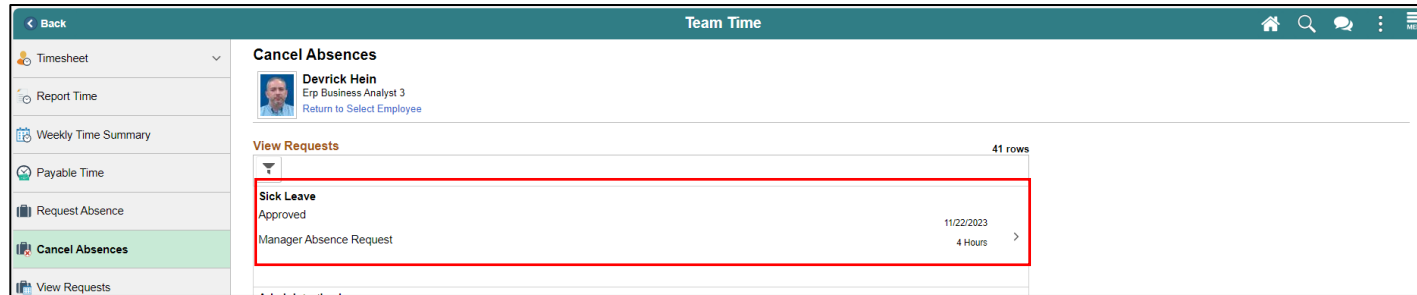 Back
Team Time
Timesheet
Report Time
Weekly Time Summary
Payable Time
Request Absence
Cancel Absences
View Requests
Cancel Absences
Devrick Hein
Erp Business Analyst 3
Return to Select Employee
View Requests
41 rows
Sick Leave
Approved
11/22/2023
Manager Absence Request
4 Hours